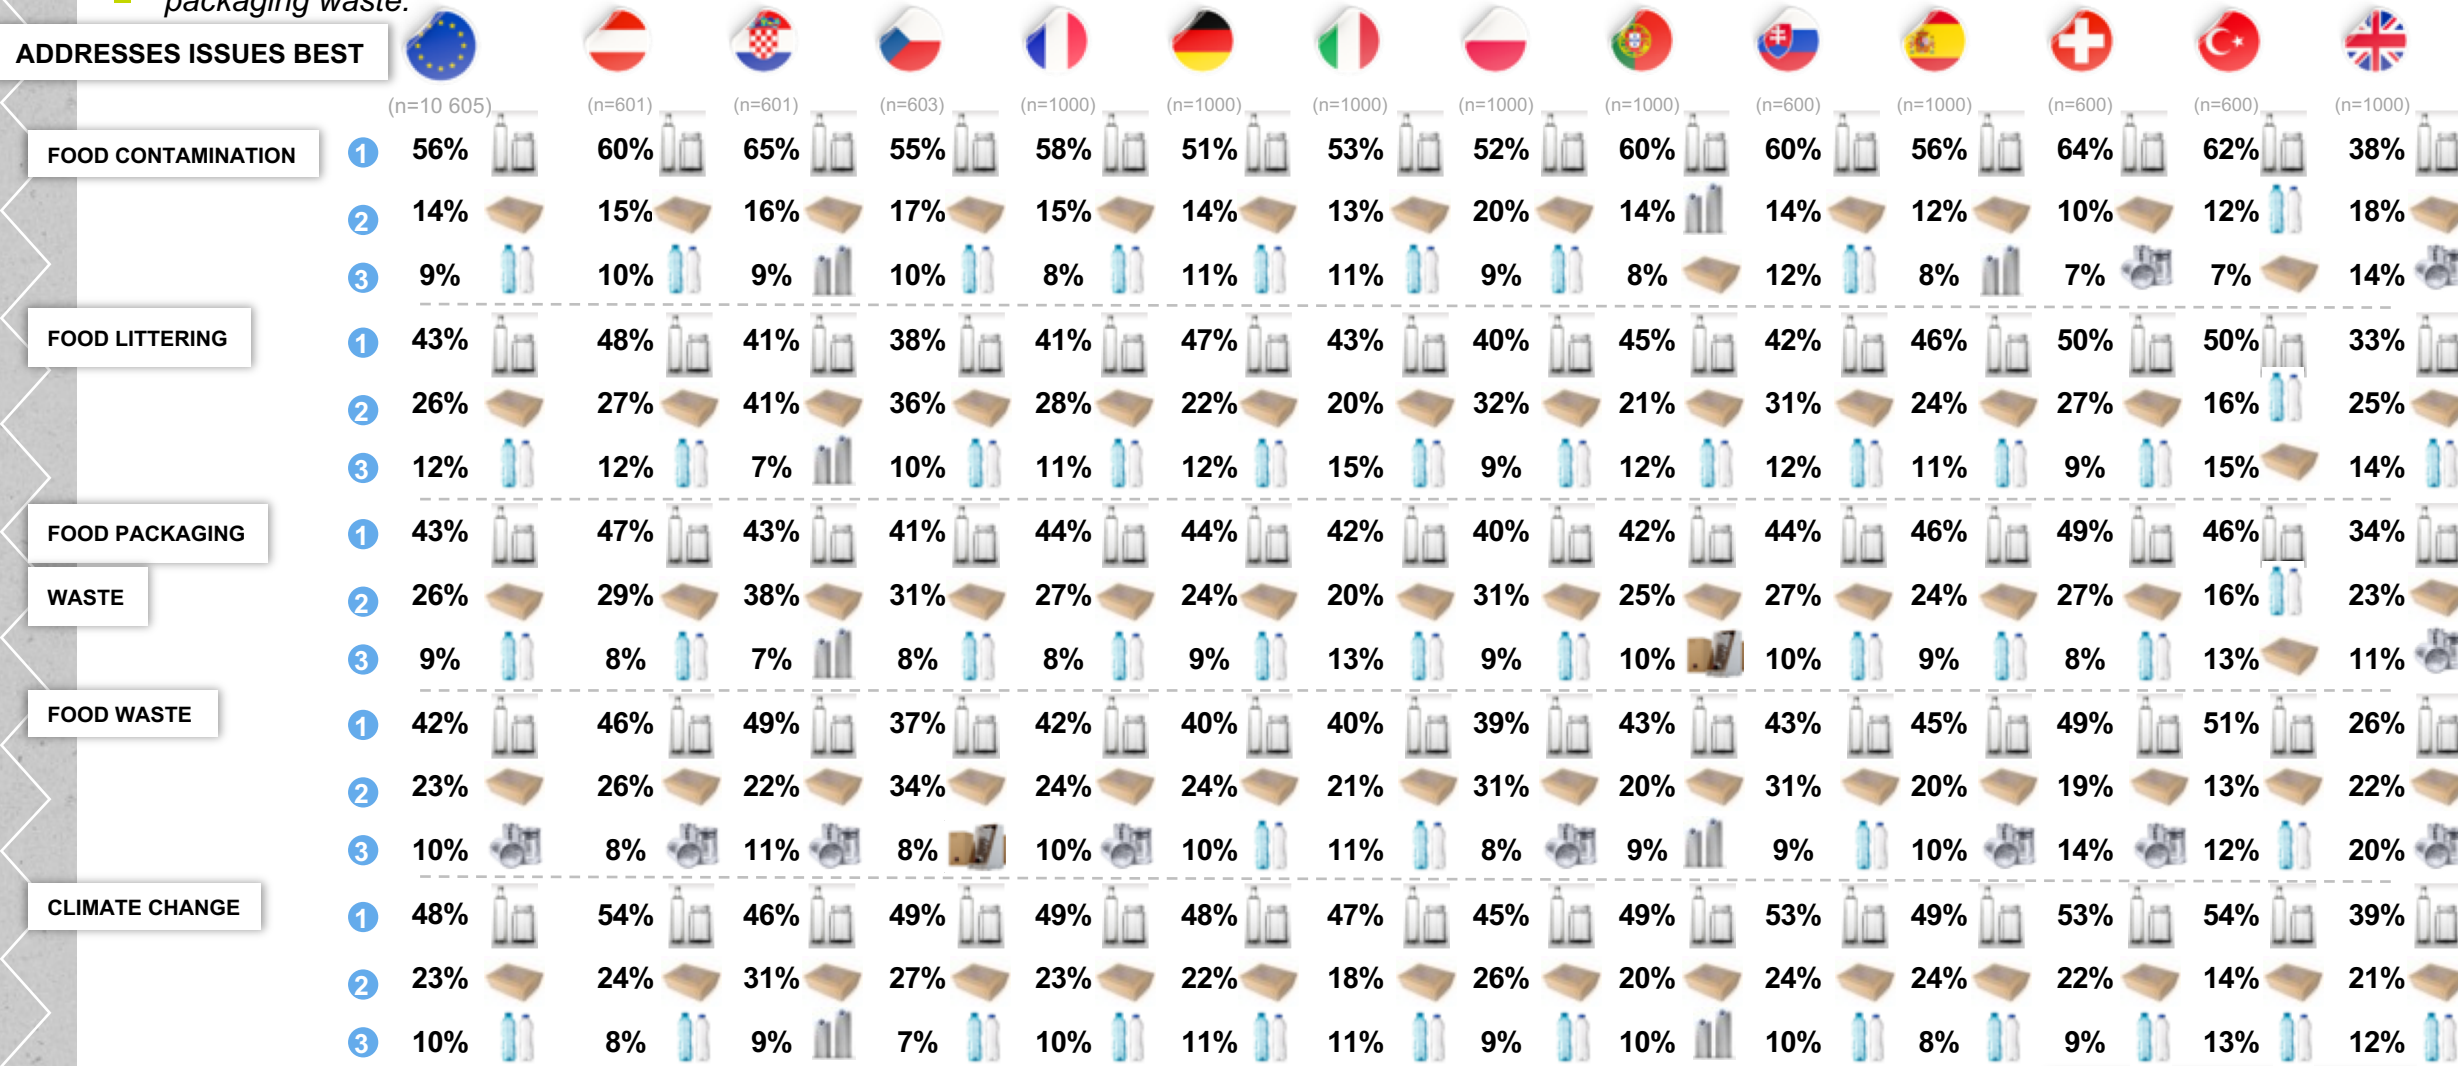 packaging waste.
ADDRESSES ISSUES BEST
(n=10 605) (n=601) (n=601) (n=603) (n=1000) (n=1000) (n=1000) (n=1000) (n=1000) (n=600) (n=1000) (n=600) (n=600) (n=1000)
FOOD CONTAMINATION 1 56% 60% 65% 55% 58% 51% 53% 52% 60% 60% 56% 64% 62% 38%
2 14% 15% 16% 17% 15% 14% 13% 20% 14% 14% 12% 10% 12% 18%
3 9% 10% 9% 10% 8% 11% 11% 9% 8% 12% 8% 7% 7% 14%
FOOD LITTERING 1 43% 48% 41% 38% 41% 47% 43% 40% 45% 42% 46% 50% 50% 33%
2 26% 27% 41% 36% 28% 22% 20% 32% 21% 31% 24% 27% 16% 25%
3 12% 12% 7% 10% 11% 12% 15% 9% 12% 12% 11% 9% 15% 14%
FOOD PACKAGING 1 43% 47% 43% 41% 44% 44% 42% 40% 42% 44% 46% 49% 46% 34%
WASTE 2 26% 29% 38% 31% 27% 24% 20% 31% 25% 27% 24% 27% 16% 23%
3 9% 8% 7% 8% 8% 9% 13% 9% 10% 10% 9% 8% 13% 11%
FOOD WASTE 1 42% 46% 49% 37% 42% 40% 40% 39% 43% 43% 45% 49% 51% 26%
2 23% 26% 22% 34% 24% 24% 21% 31% 20% 31% 20% 19% 13% 22%
3 10% 8% 11% 8% 10% 10% 11% 8% 9% 9% 10% 14% 12% 20%
CLIMATE CHANGE 1 48% 54% 46% 49% 49% 48% 47% 45% 49% 53% 49% 53% 54% 39%
2 23% 24% 31% 27% 23% 22% 18% 26% 20% 24% 24% 22% 14% 21%
3 10% 8% 9% 7% 10% 11% 11% 9% 10% 10% 8% 9% 13% 12%